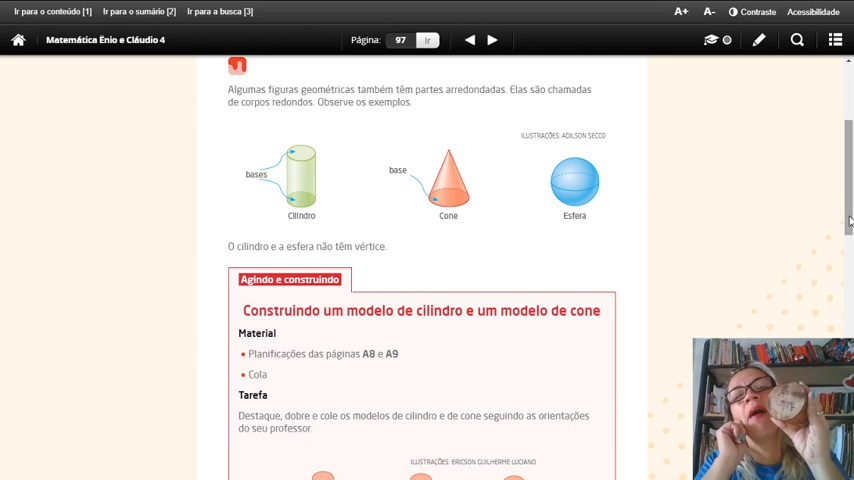 Ir para o conteúdo [1] Ir para o sumário [2] Ir para a busca [3]
A+ A- Contraste Acessibilidade
Matemática Enio e Cláudio 4
Página: 97 Ir
Algumas figuras geométricas também têm partes arredondadas. Elas são chamadas
de corpos redondos. Observe os exemplos.
ILUSTRAÇÕES: ADILSON SECCO
bases
base
Cilindro
Cone
Esfera
O cilindro e a esfera não têm vértice.
Agindo e construindo
Construindo um modelo de cilindro e um modelo de cone
Material
• Planificações das páginas A8 e A9
• Cola
Tarefa
Destaque, dobre e cole os modelos de cilindro e de cone seguindo as orientações
do seu professor.
ILUSTRAÇÕES: ERICSON GUILHERME LUCIANO